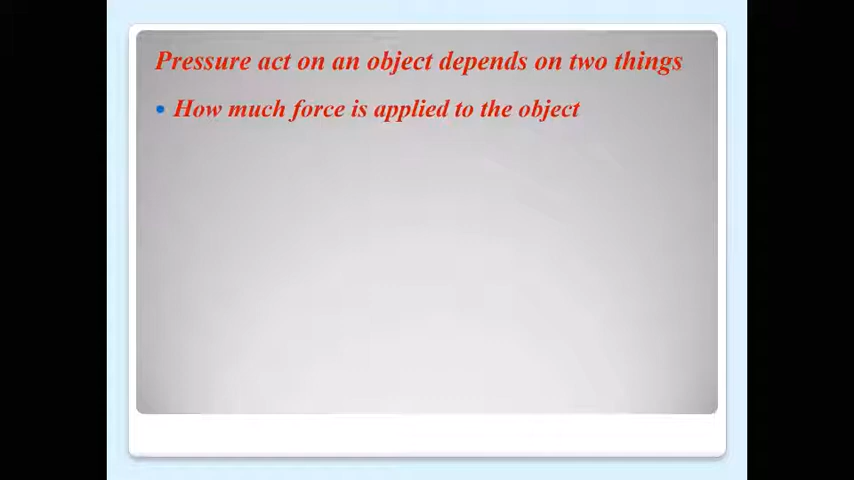 Pressure act on an object depends on two things
• How much force is applied to the object